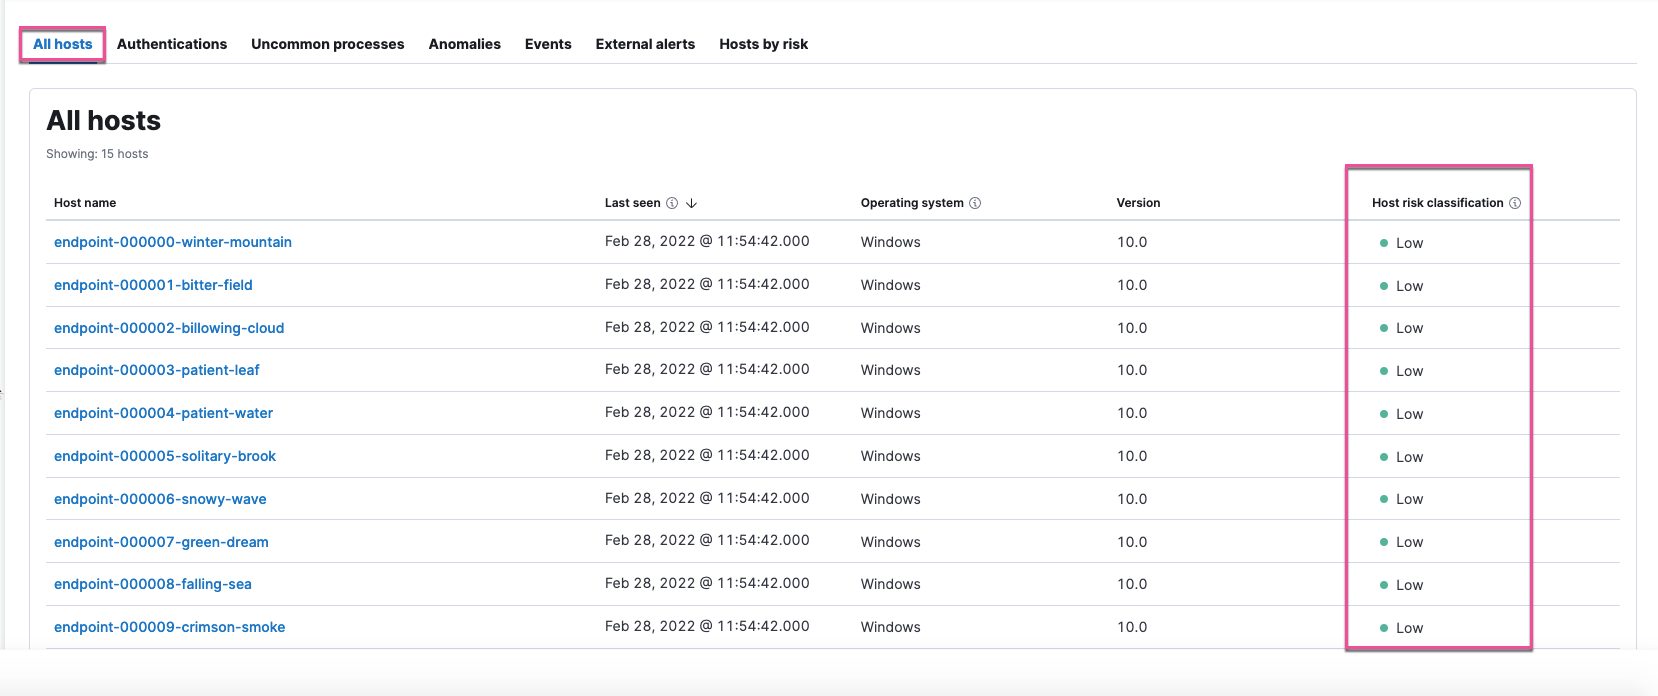 All hosts Authentications Uncommon processes Anomalies Events External alerts Hosts by risk
All hosts
Showing: 15 hosts
Host name Last seen Operating system Version Host risk classification
endpoint-000000-winter-mountain Feb 28, 2022 @ 11:54:42.000 Windows 10.0 Low
endpoint-000001-bitter-field Feb 28, 2022 @ 11:54:42.000 Windows 10.0 Low
endpoint-000002-billowing-cloud Feb 28, 2022 @ 11:54:42.000 Windows 10.0 Low
endpoint-000003-patient-leaf Feb 28, 2022 @ 11:54:42.000 Windows 10.0 Low
endpoint-000004-patient-water Feb 28, 2022 @ 11:54:42.000 Windows 10.0 Low
endpoint-000005-solitary-brook Feb 28, 2022 @ 11:54:42.000 Windows 10.0 Low
endpoint-000006-snowy-wave Feb 28, 2022 @ 11:54:42.000 Windows 10.0 Low
endpoint-000007-green-dream Feb 28, 2022 @ 11:54:42.000 Windows 10.0 Low
endpoint-000008-falling-sea Feb 28, 2022 @ 11:54:42.000 Windows 10.0 Low
endpoint-000009-crimson-smoke Feb 28, 2022 @ 11:54:42.000 Windows 10.0 Low